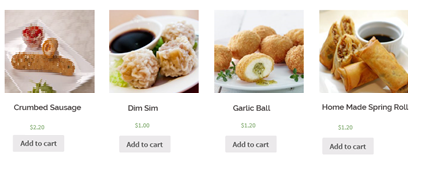 Crumbed Sausage
$2.20
Add to cart
Dim Sim
$1.00
Add to cart
Garlic Ball
$1.20
Add to cart
Home Made Spring Roll
$1.20
Add to cart